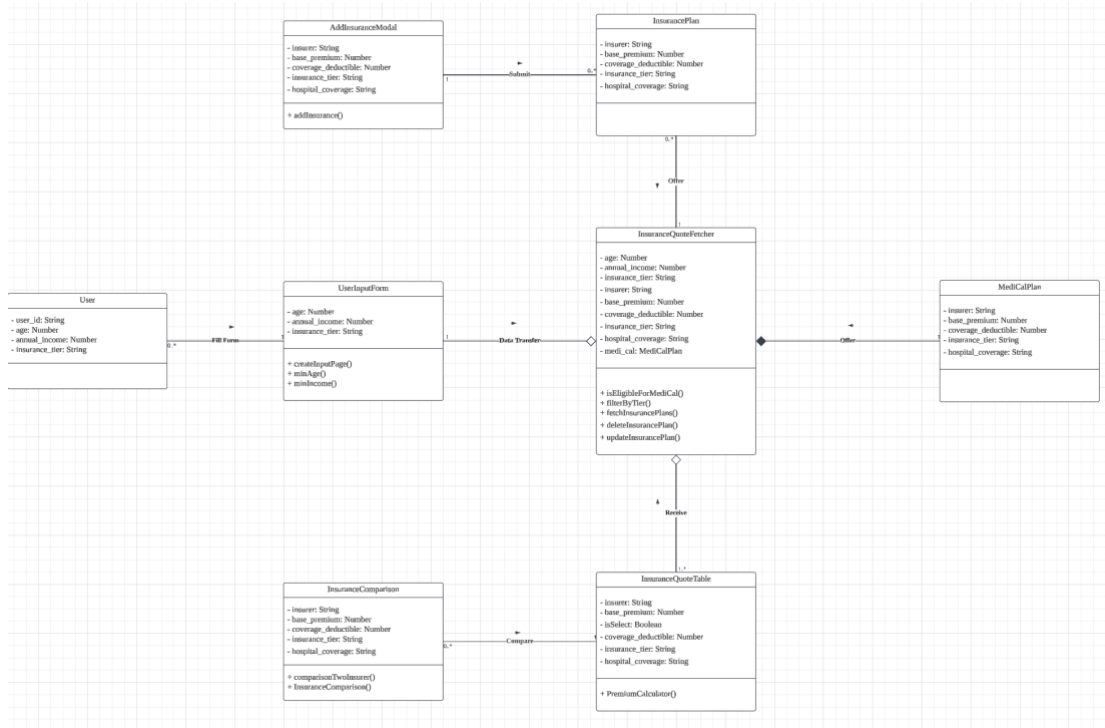 AddInsuranceModal
- insurer: String
- base_premium: Number
- coverage_deductible: Number
- insurance_tier: String
- hospital_coverage: String
+ addInsurance()
1
Submit
0..*
InsurancePlan
- insurer: String
- base_premium: Number
- coverage_deductible: Number
- insurance_tier: String
- hospital_coverage: String
0..*
Offer
1
User
- user_id: String
- age: Number
- annual_income: Number
- insurance_tier: String
0..*
Fill Form
UserInputForm
- age: Number
- annual_income: Number
- insurance_tier: String
+ createInputPage()
+ minAge()
+ minIncome()
1
Data Transfer
InsuranceQuoteFetcher
- age: Number
- annual_income: Number
- insurance_tier: String
- insurer: String
- base_premium: Number
- coverage_deductible: Number
- insurance_tier: String
- hospital_coverage: String
- medi_cal: MediCalPlan
+ isEligibleForMediCal()
+ filterByTier()
+ fetchInsurancePlans()
+ deleteInsurancePlan()
+ updateInsurancePlan()
Offer
MediCalPlan
- insurer: String
- base_premium: Number
- coverage_deductible: Number
- insurance_tier: String
- hospital_coverage: String
Receive
1..*
InsuranceComparison
- insurer: String
- base_premium: Number
- coverage_deductible: Number
- insurance_tier: String
- hospital_coverage: String
+ comparisonTwoInsurer()
+ InsuranceComparison()
0..*
Compare
InsuranceQuoteTable
- insurer: String
- base_premium: Number
- isSelect: Boolean
- coverage_deductible: Number
- insurance_tier: String
- hospital_coverage: String
+ PremiumCalculator()